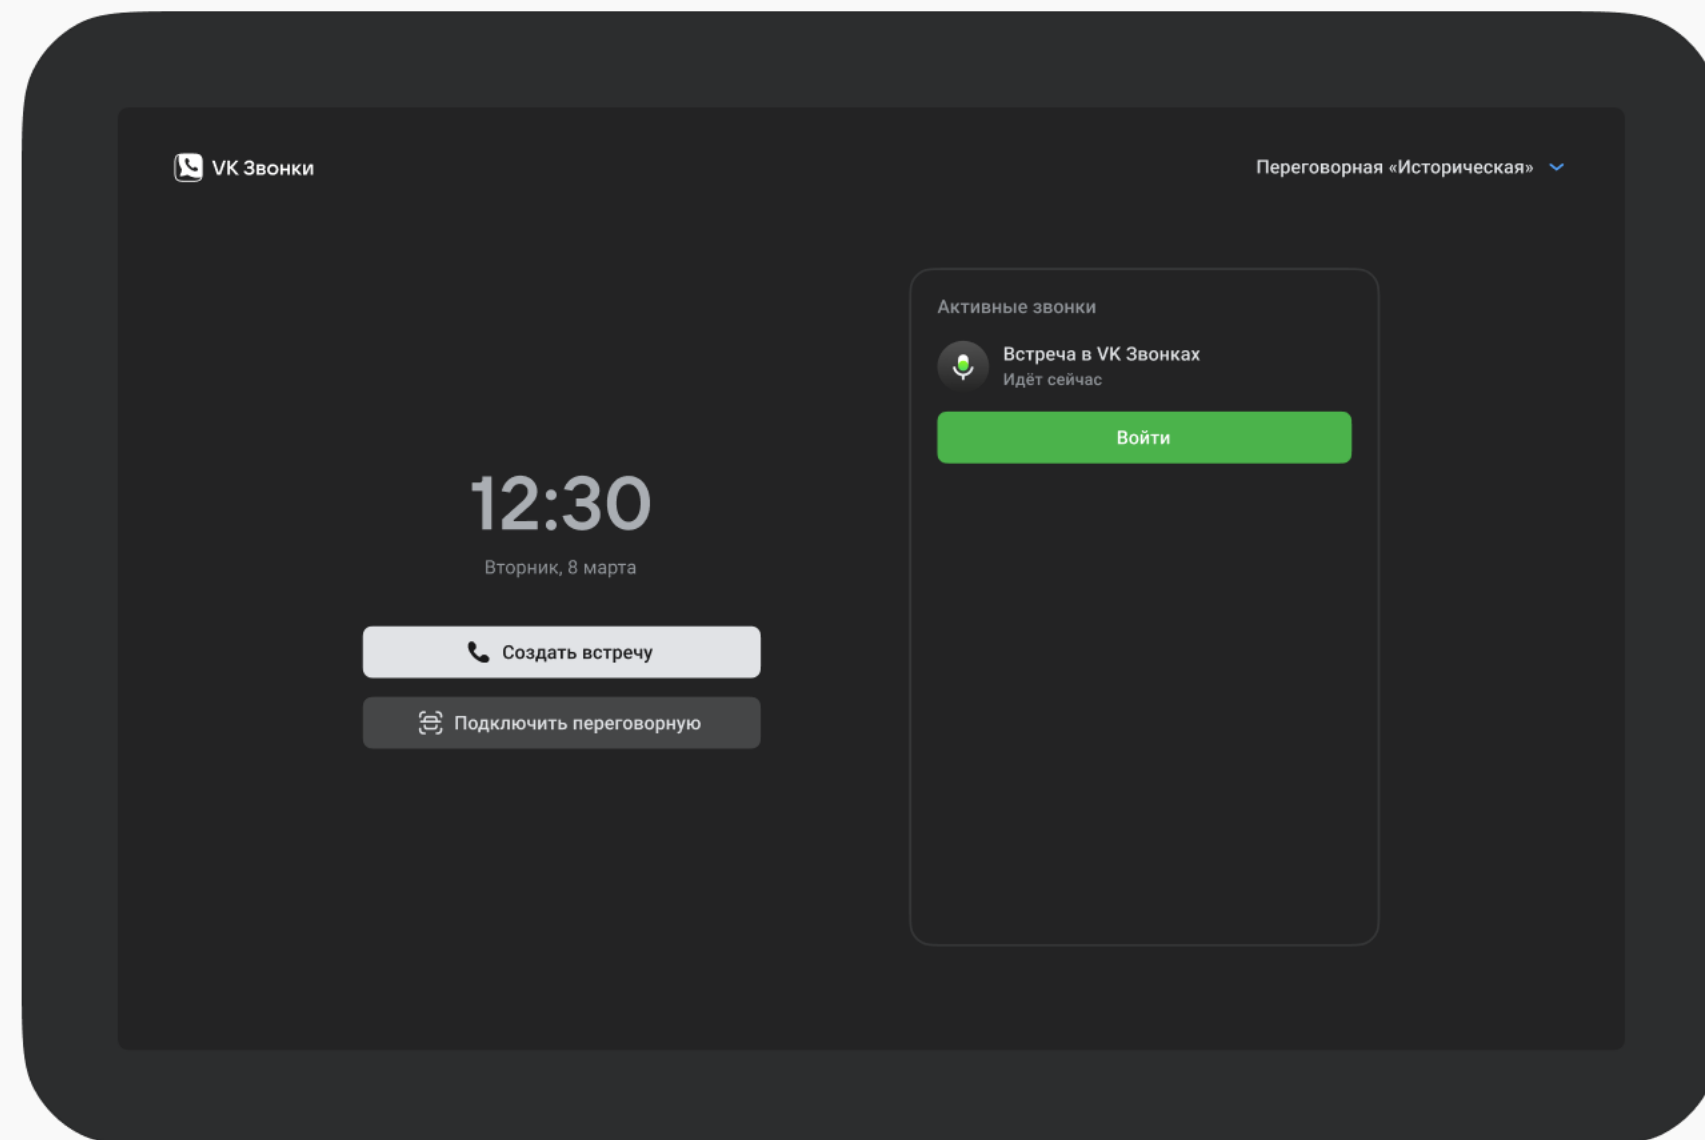 VK Звонки
Переговорная «Историческая»
12:30
Вторник, 8 марта
Создать встречу
Подключить переговорную
Активные звонки
Встреча в VK Звонках
Идёт сейчас
Войти